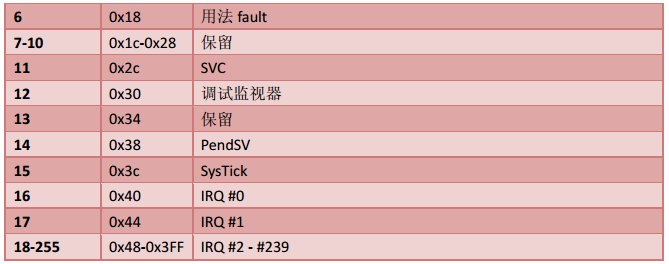 6 0x18 用法 fault
7-10 0x1c-0x28 保留
11 0x2c SVC
12 0x30 调试监视器
13 0x34 保留
14 0x38 PendSV
15 0x3c SysTick
16 0x40 IRQ #0
17 0x44 IRQ #1
18-255 0x48-0x3FF IRQ #2 - #239